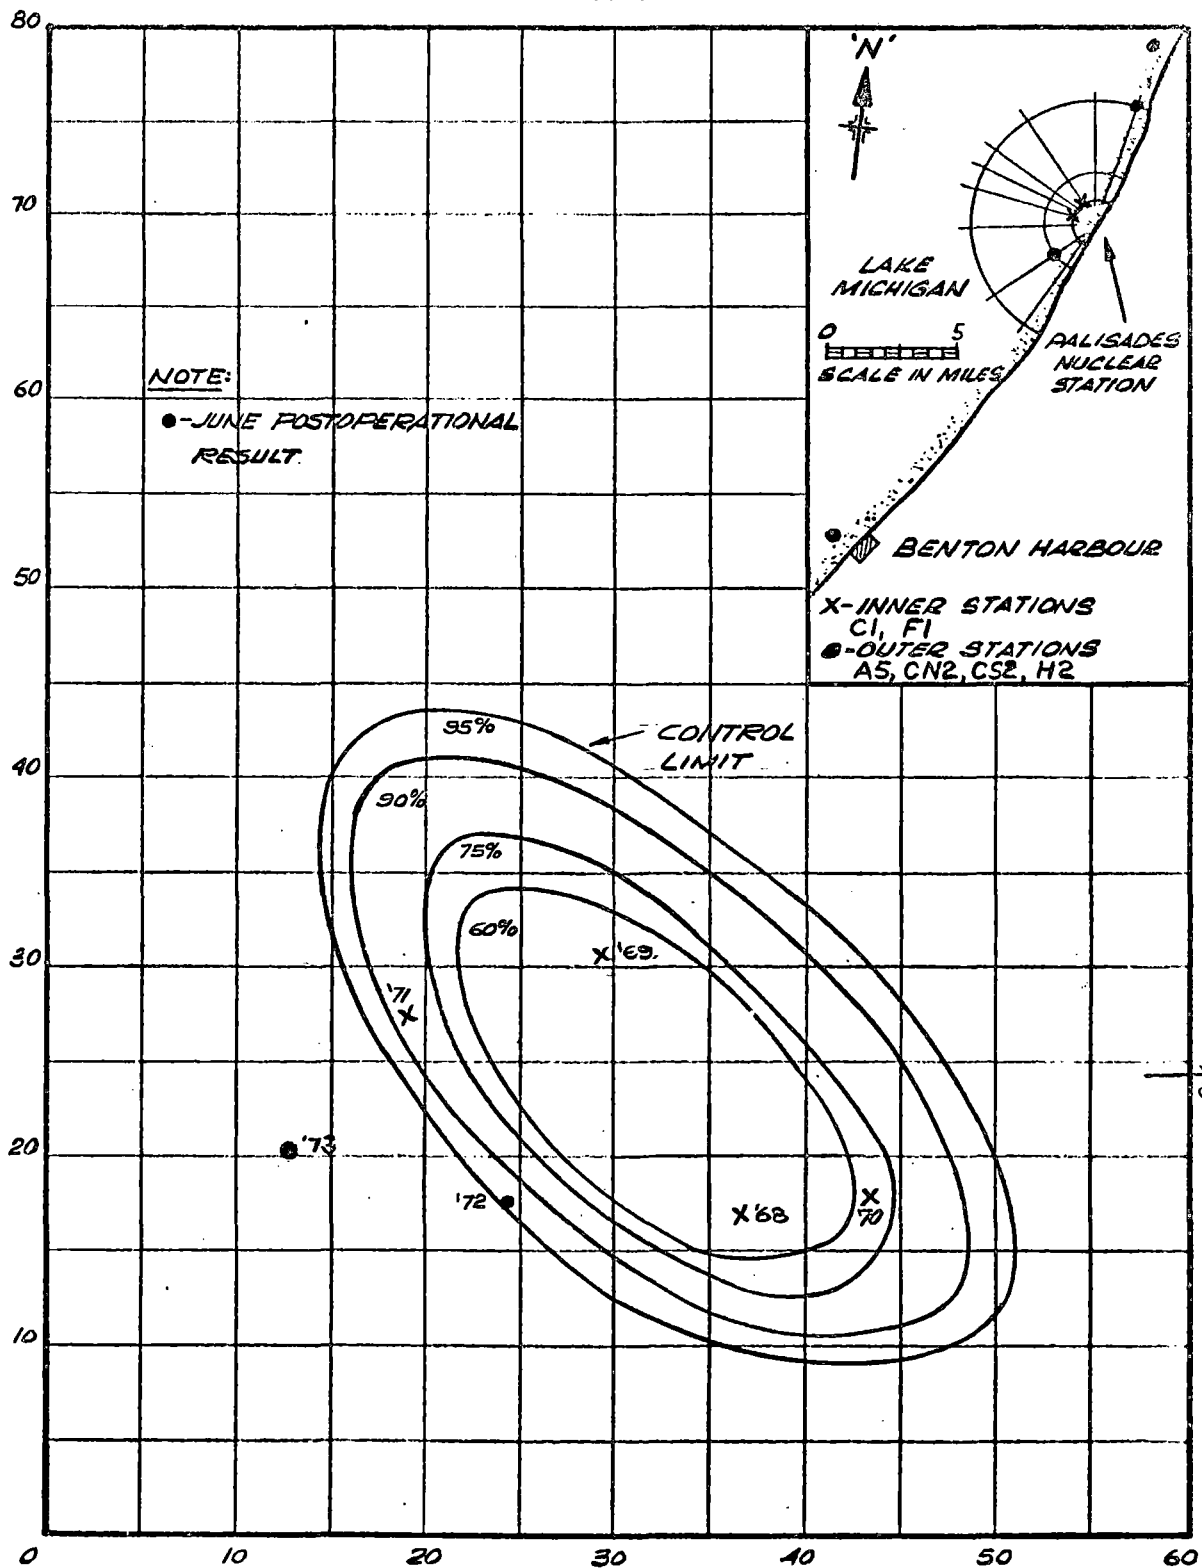 80
70
60
50
40
30
20
10
0
10
20
30
40
50
60
NOTE:
●-JUNE POSTOPERATIONAL
RESULT
'N'
LAKE
MICHIGAN
0 5
SCALE IN MILES
PALISADES
NUCLEAR
STATION
BENTON HARBOUR
X-INNER STATIONS
C1, F1
●-OUTER STATIONS
A5, CN2, CS2, H2
95%
CONTROL
LIMIT
90%
75%
60%
X'69.
'71
X
'73
'72
X'68
X
'70